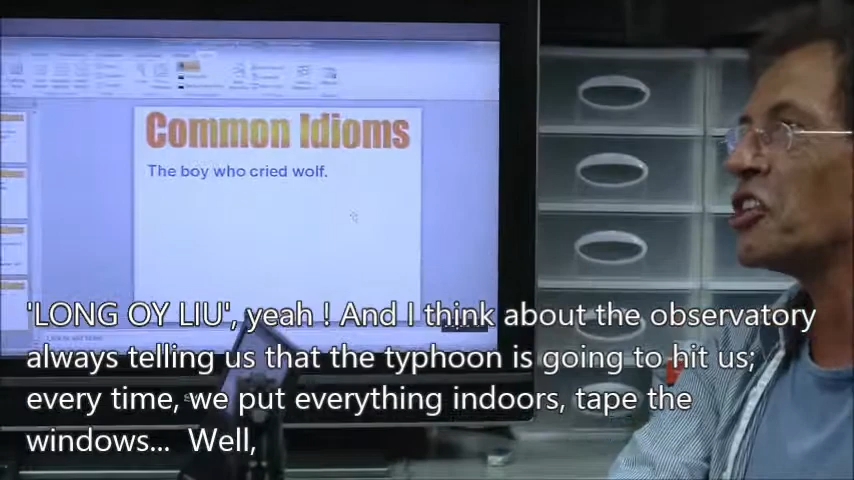 Common Idioms
The boy who cried wolf.
'LONG OY LIU', yeah ! And I think about the observatory
always telling us that the typhoon is going to hit us;
every time, we put everything indoors, tape the
windows... Well,